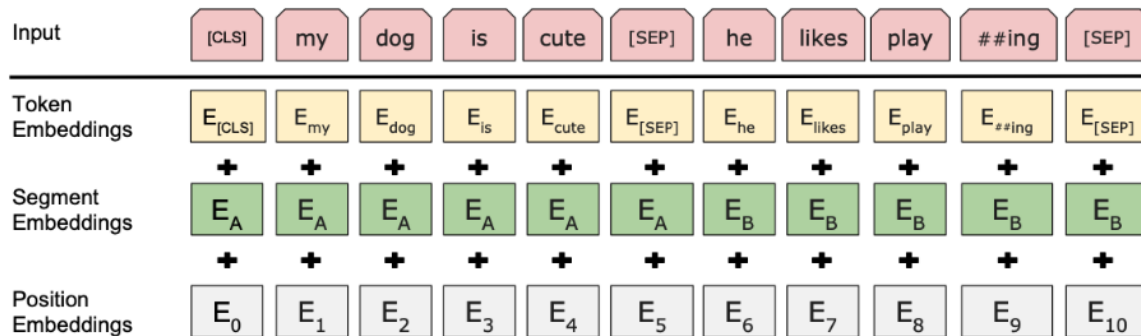 Input [CLS] my dog is cute [SEP] he likes play ##ing [SEP]
Token Embeddings E[CLS] Emy Edog Eis Ecute E[SEP] Ehe Elikes Eplay E##ing E[SEP]
+ + + + + + + + + + +
Segment Embeddings EA EA EA EA EA EA EB EB EB EB EB
+ + + + + + + + + + +
Position Embeddings E0 E1 E2 E3 E4 E5 E6 E7 E8 E9 E10